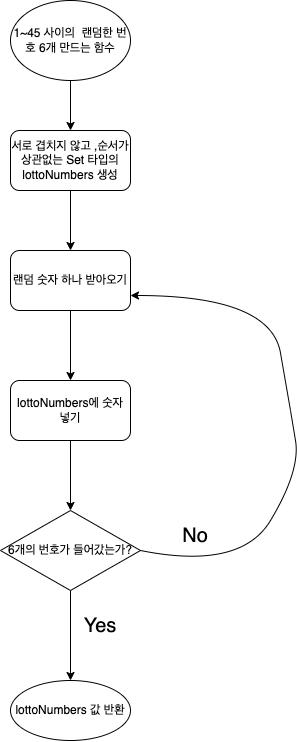 1~45 사이의  랜덤한 번
호 6개 만드는 함수
서로 겹치지 않고 ,순서가
상관없는 Set 타입의
lottoNumbers 생성
랜덤 숫자 하나 받아오기
lottoNumbers에 숫자
넣기
6개의 번호가 들어갔는가?
No
Yes
lottoNumbers 값 반환